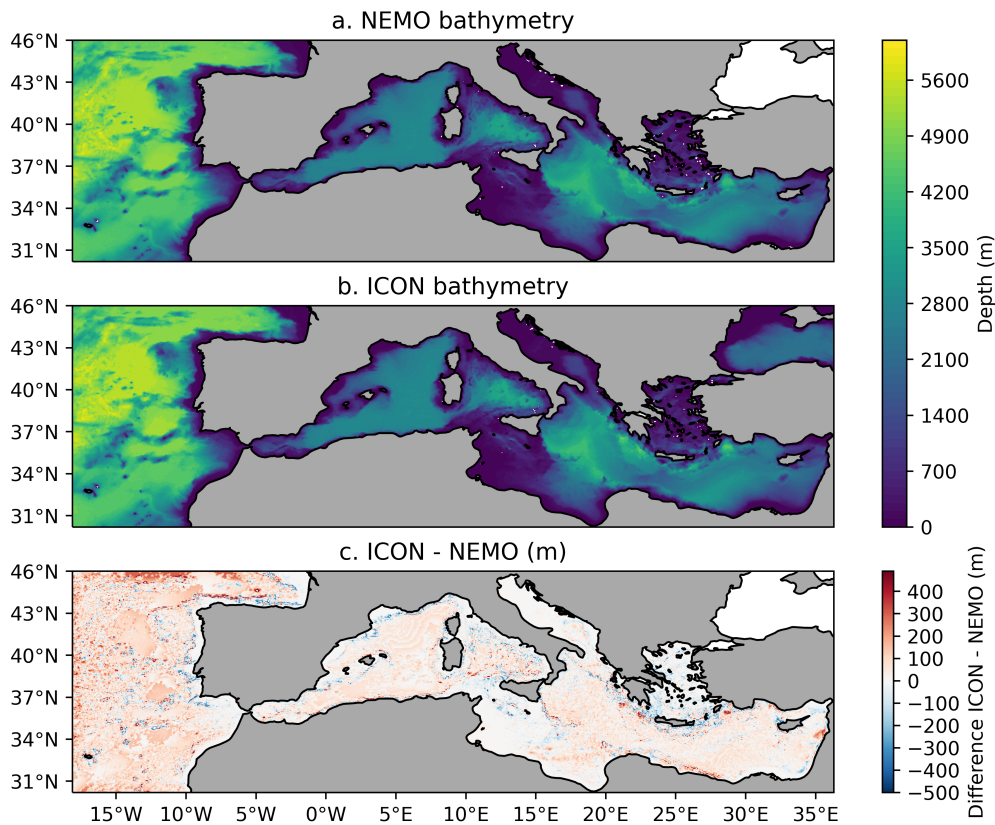 a. NEMO bathymetry
46°N
43°N
40°N
37°N
34°N
31°N
b. ICON bathymetry
46°N
43°N
40°N
37°N
34°N
31°N
c. ICON - NEMO (m)
46°N
43°N
40°N
37°N
34°N
31°N
15°W
10°W
5°W
0°W
5°E
10°E
15°E
20°E
25°E
30°E
35°E
5600
4900
4200
3500
2800
2100
1400
700
0
Depth (m)
400
300
200
100
0
−100
−200
−300
−400
−500
Difference ICON - NEMO (m)